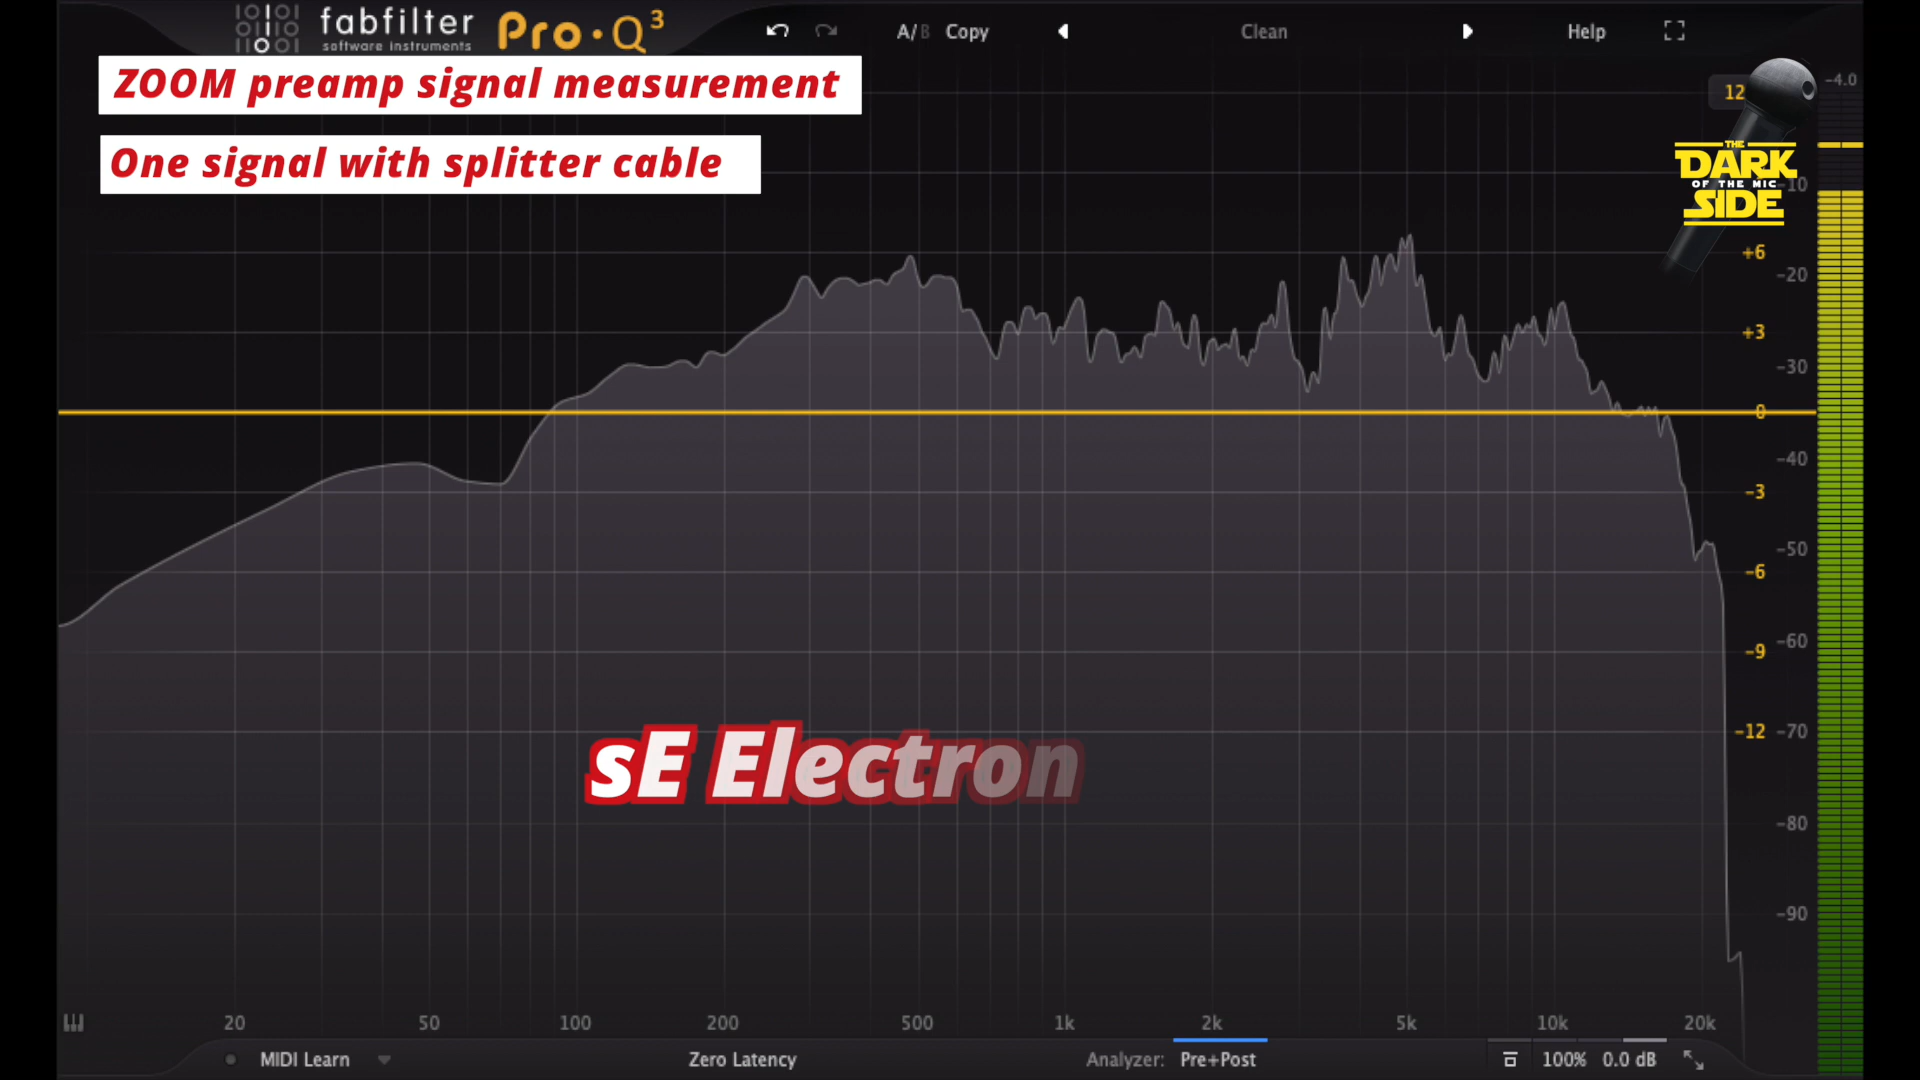 fabfilter
software instruments
Pro·Q3
A/B Copy Clean Help
ZOOM preamp signal measurement
One signal with splitter cable
12 -4.0
THE
DARK
OF THE MIC
SIDE
-10
+6
-20
+3
-30
0
-40
-3
-50
-6
-60
-9
-12 -70
-80
-90
sE Electron
20 50 100 200 500 1k 2k 5k 10k 20k
MIDI Learn Zero Latency Analyzer: Pre+Post 100% 0.0 dB